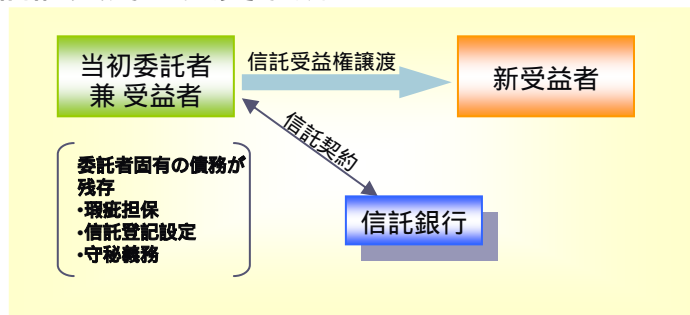 当初委託者
兼 受益者
信託受益権譲渡
新受益者
信託契約
委託者固有の債務が
残存
・瑕疵担保
・信託登記設定
・守秘義務
信託銀行